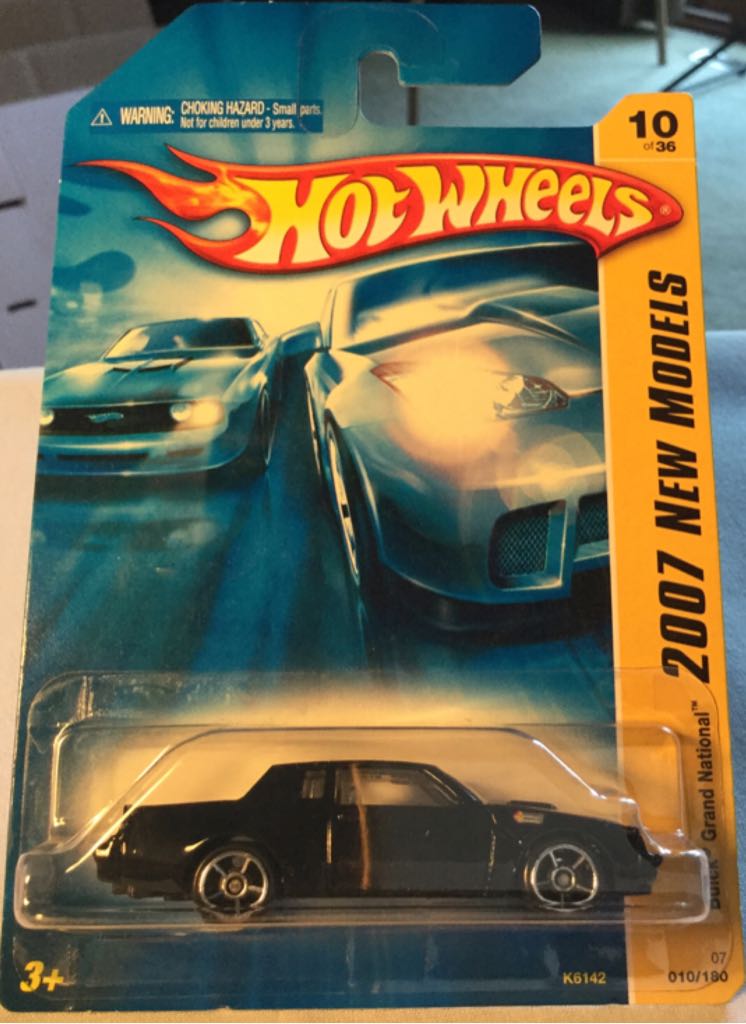 ⚠ WARNING: CHOKING HAZARD - Small parts.
Not for children under 3 years.
10
of 36
HOT WHEELS®
2007 NEW MODELS
Buick Grand National™
3+
K6142
07
010/180